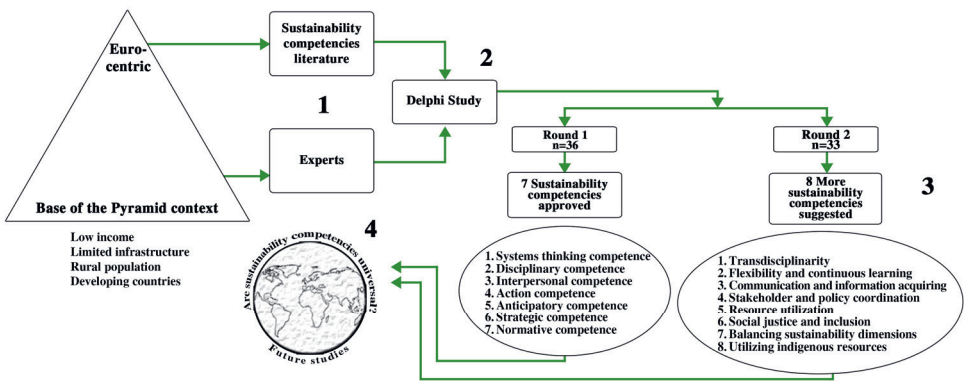 Euro-
centric
Base of the Pyramid context
Low income
Limited infrastructure
Rural population
Developing countries
Sustainability
competencies
literature
1
Experts
2
Delphi Study
Round 1
n=36
7 Sustainability
competencies
approved
Round 2
n=33
8 More
sustainability
competencies
suggested
3
1. Systems thinking competence
2. Disciplinary competence
3. Interpersonal competence
4. Action competence
5. Anticipatory competence
6. Strategic competence
7. Normative competence
1. Transdisciplinarity
2. Flexibility and continuous learning
3. Communication and information acquiring
4. Stakeholder and policy coordination
5. Resource utilization
6. Social justice and inclusion
7. Balancing sustainability dimensions
8. Utilizing indigenous resources
4
Are sustainability competencies universal?
Future studies